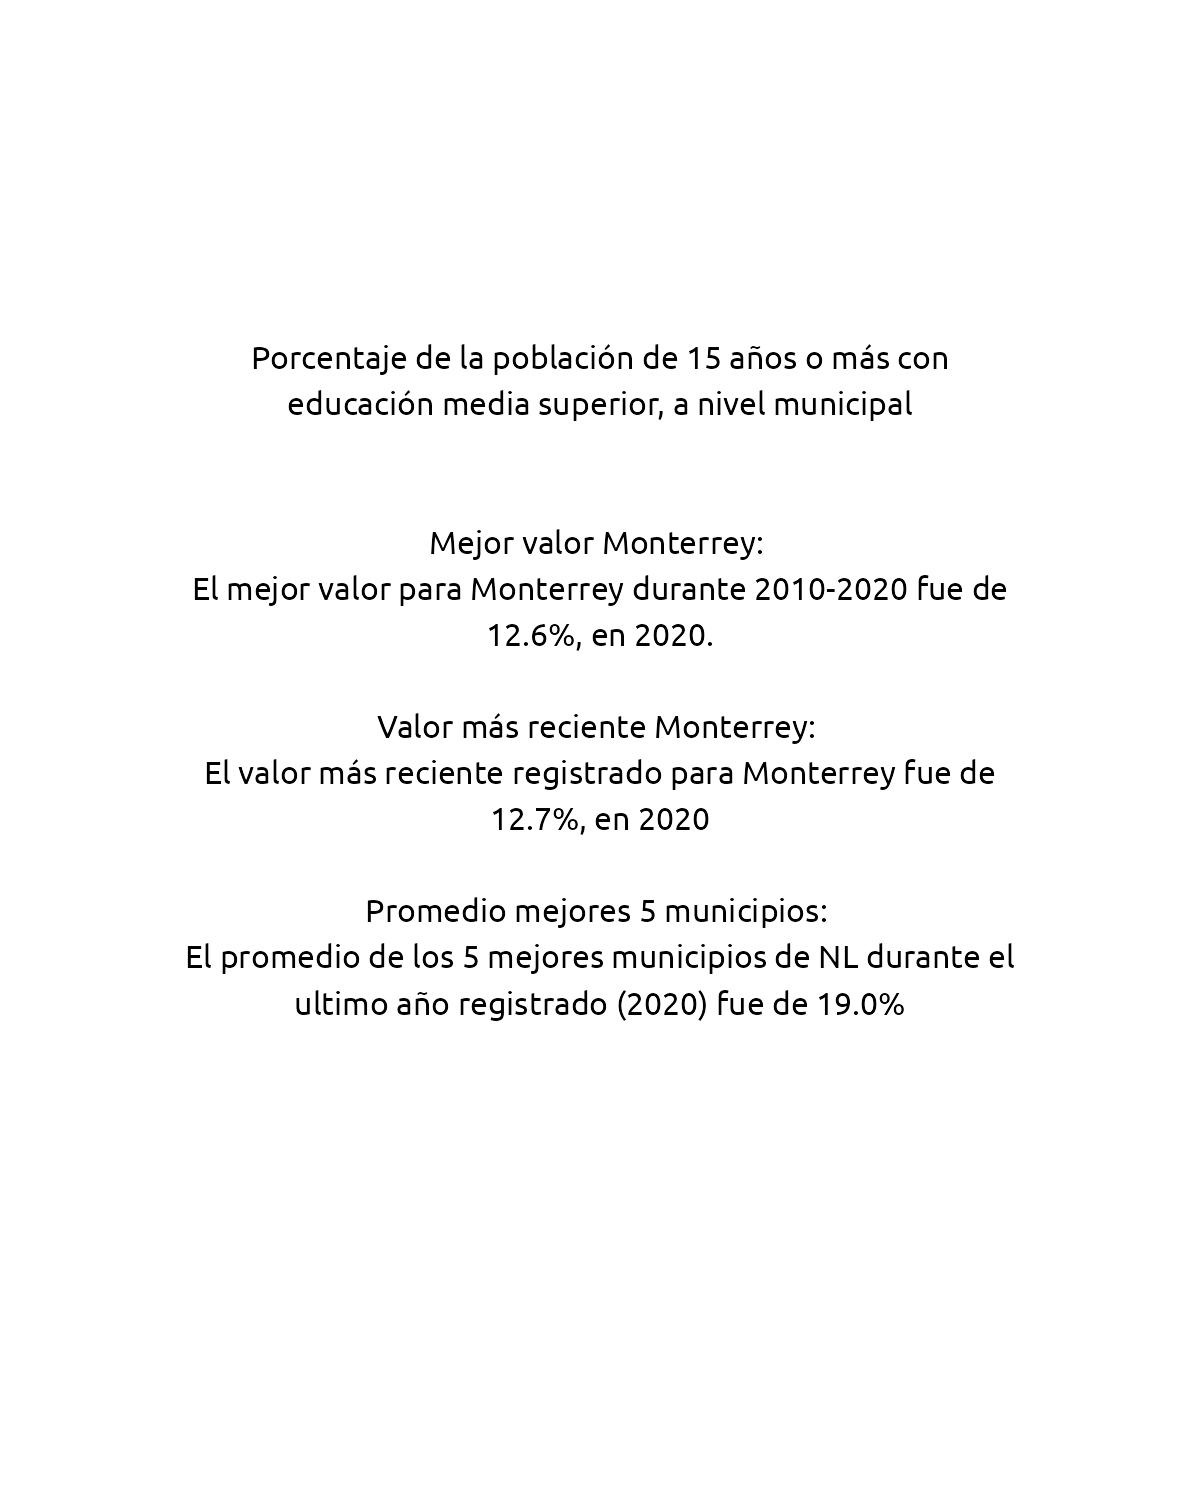 Porcentaje de la población de 15 años o más con
educación media superior, a nivel municipal
Mejor valor Monterrey:
El mejor valor para Monterrey durante 2010-2020 fue de
12.6%, en 2020.
Valor más reciente Monterrey:
El valor más reciente registrado para Monterrey fue de
12.7%, en 2020
Promedio mejores 5 municipios:
El promedio de los 5 mejores municipios de NL durante el
ultimo año registrado (2020) fue de 19.0%